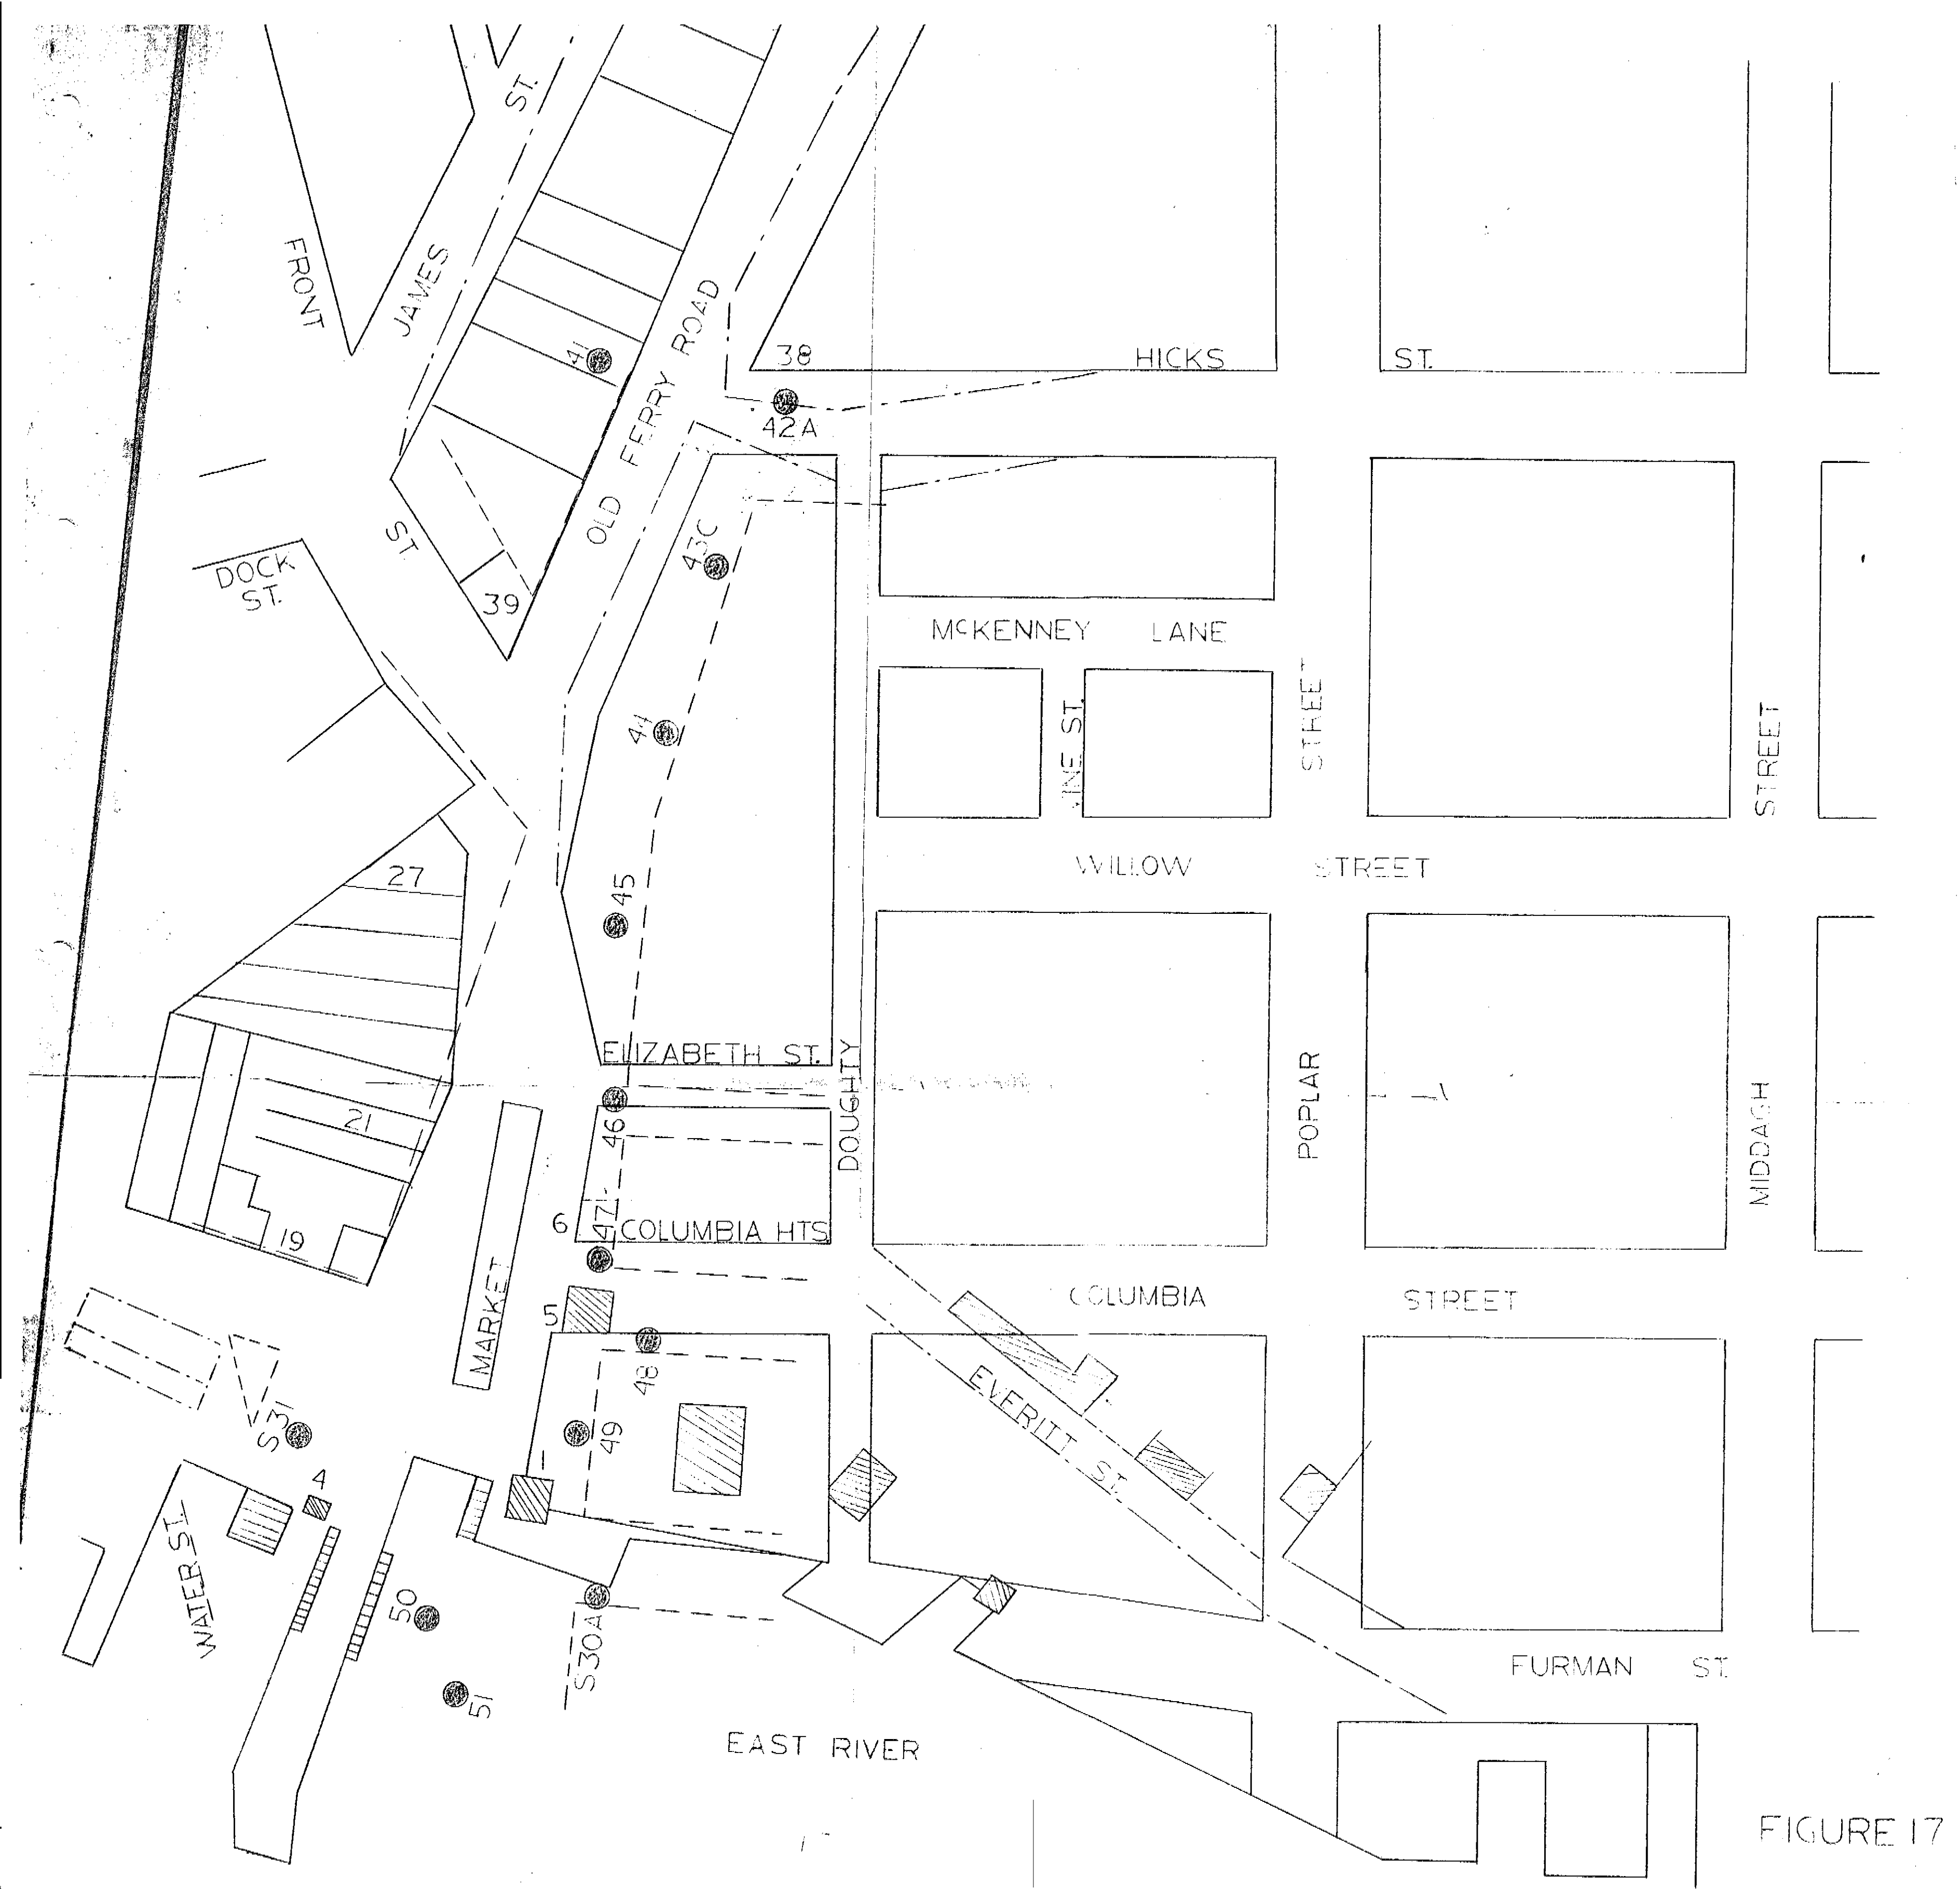 ST.
FRONT
JAMES
OLD FERRY ROAD
41
38
HICKS ST.
42A
ST.
DOCK
ST.
39
43C
McKENNEY LANE
44
VINE ST.
STREET
STREET
27
45
WILLOW STREET
ELIZABETH ST.
DOUGHTY
POPLAR
MIDDAGH
21
46
19
6
47
COLUMBIA HTS
MARKET
5
COLUMBIA STREET
48
49
EVERITT ST.
S31
4
WATER ST.
50
S30A
51
FURMAN ST.
EAST RIVER
FIGURE 17